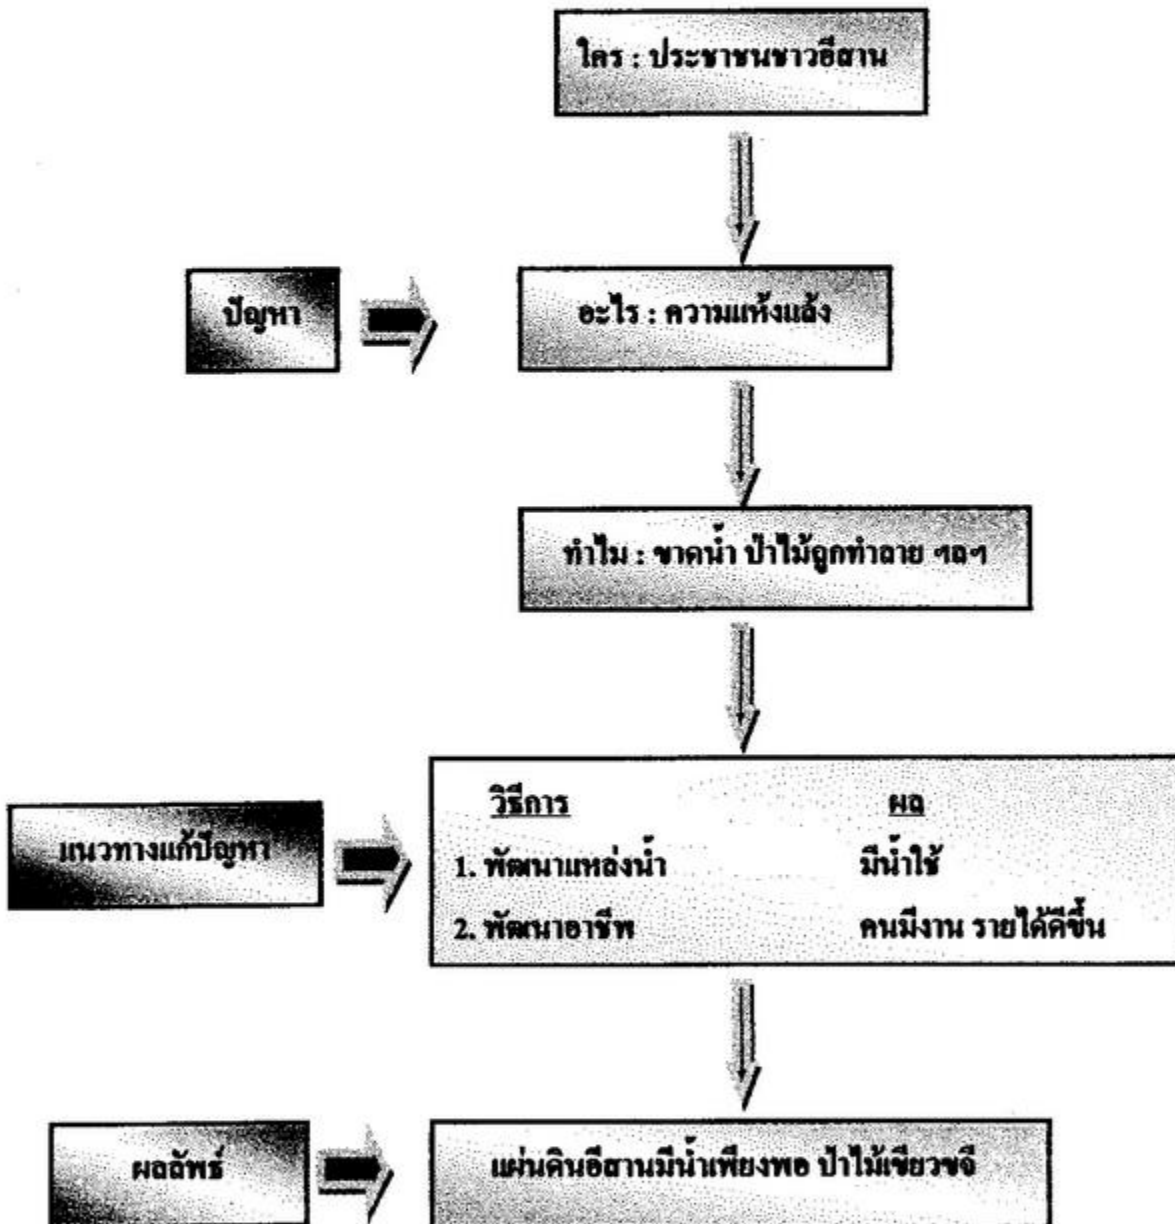 ใคร : ประชาชนชาวอีสาน
ปัญหา
อะไร : ความแห้งแล้ง
ทำไม : ขาดน้ำ ป่าไม้ถูกทำลาย ฯลฯ
แนวทางแก้ปัญหา
วิธีการ ผล
1. พัฒนาแหล่งน้ำ มีน้ำใช้
2. พัฒนาอาชีพ คนมีงาน รายได้ดีขึ้น
ผลลัพธ์
แผ่นดินอีสานมีน้ำเพียงพอ ป่าไม้เขียวขจี